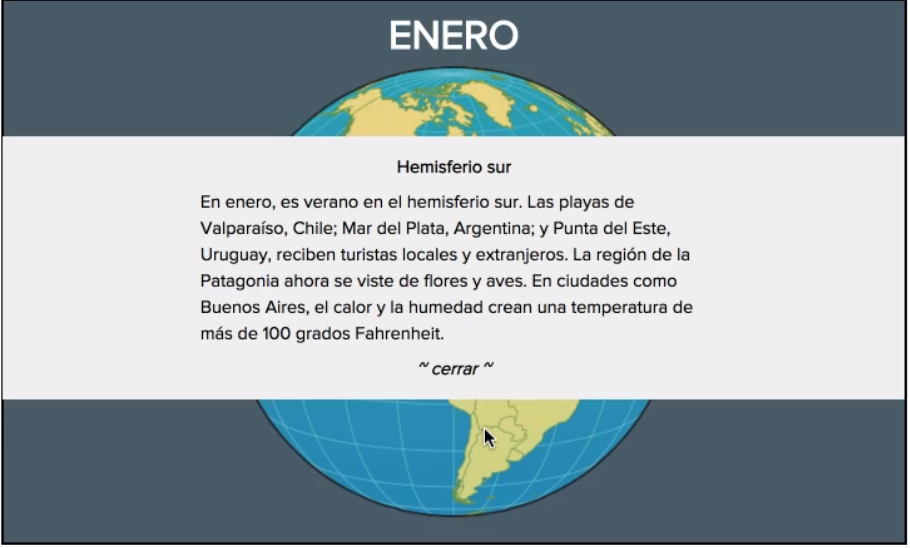 ENERO
Hemisferio sur
En enero, es verano en el hemisferio sur. Las playas de
Valparaíso, Chile; Mar del Plata, Argentina; y Punta del Este,
Uruguay, reciben turistas locales y extranjeros. La región de la
Patagonia ahora se viste de flores y aves. En ciudades como
Buenos Aires, el calor y la humedad crean una temperatura de
más de 100 grados Fahrenheit.
~ cerrar ~